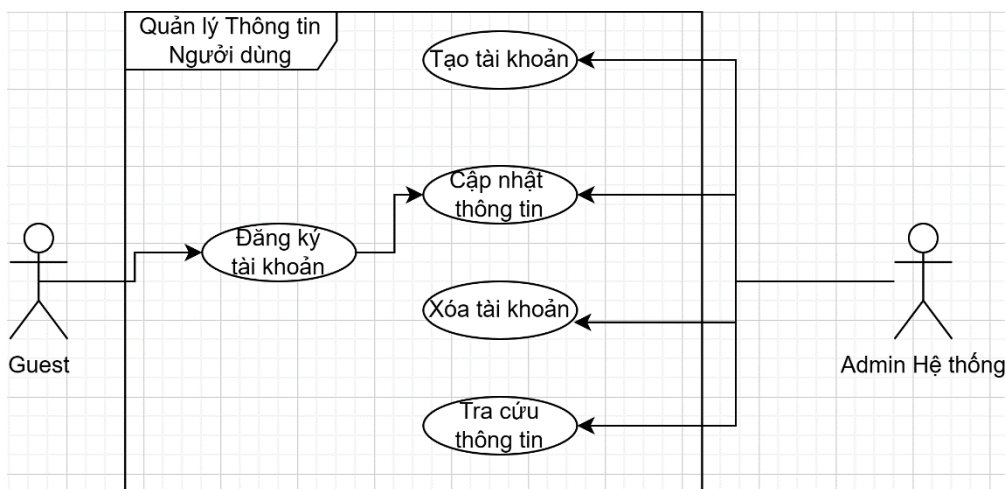 Quản lý Thông tin
Người dùng
Tạo tài khoản
Cập nhật
thông tin
Đăng ký
tài khoản
Xóa tài khoản
Guest
Admin Hệ thống
Tra cứu
thông tin